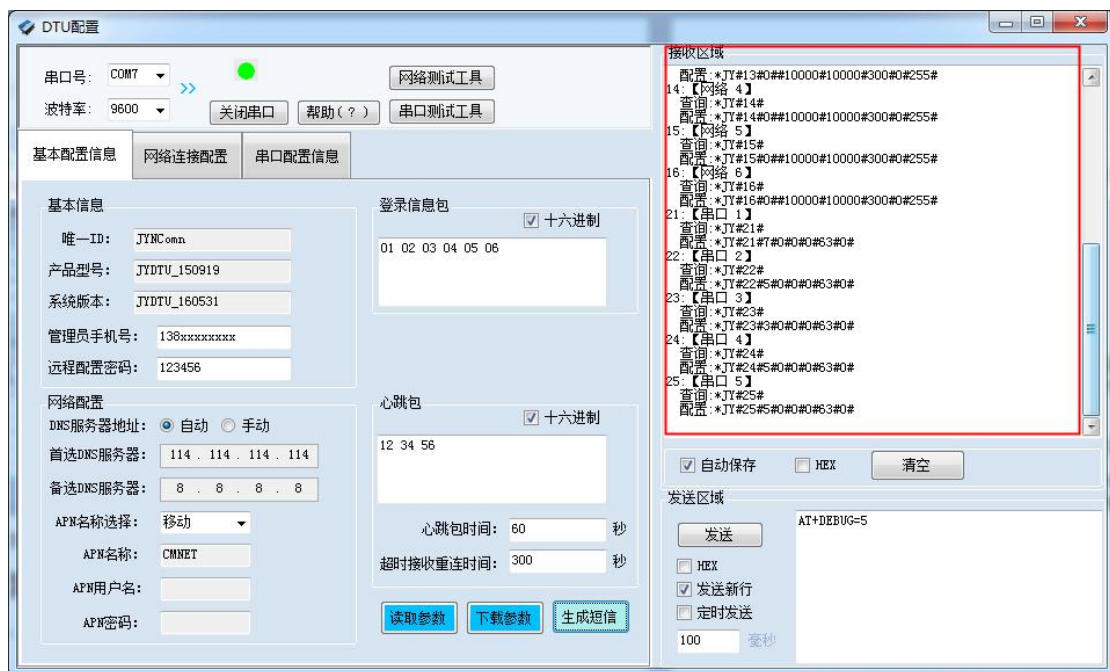 DTU配置
串口号: COM7 >> 网络测试工具
波特率: 9600 关闭串口 帮助(?) 串口测试工具
基本配置信息 网络连接配置 串口配置信息
基本信息
唯一ID: JYNComn
产品型号: JYDTU_150919
系统版本: JYDTU_160531
管理员手机号: 138xxxxxxxx
远程配置密码: 123456
登录信息包
十六进制
01 02 03 04 05 06
网络配置
DNS服务器地址: 自动 手动
首选DNS服务器: 114 . 114 . 114 . 114
备选DNS服务器: 8 . 8 . 8 . 8
APN名称选择: 移动
APN名称: CMNET
APN用户名:
APN密码:
心跳包
十六进制
12 34 56
心跳包时间: 60 秒
超时接收重连时间: 300 秒
读取参数 下载参数 生成短信
接收区域
配置:*JY#13#0##10000#10000#300#0#255#
14:【网络 4】
查询:*JY#14#
配置:*JY#14#0##10000#10000#300#0#255#
15:【网络 5】
查询:*JY#15#
配置:*JY#15#0##10000#10000#300#0#255#
16:【网络 6】
查询:*JY#16#
配置:*JY#16#0##10000#10000#300#0#255#
21:【串口 1】
查询:*JY#21#
配置:*JY#21#7#0#0#0#63#0#
22:【串口 2】
查询:*JY#22#
配置:*JY#22#5#0#0#0#63#0#
23:【串口 3】
查询:*JY#23#
配置:*JY#23#3#0#0#0#63#0#
24:【串口 4】
查询:*JY#24#
配置:*JY#24#5#0#0#0#63#0#
25:【串口 5】
查询:*JY#25#
配置:*JY#25#5#0#0#0#63#0#
自动保存 HEX 清空
发送区域
发送
HEX
发送新行
定时发送
100 毫秒
AT+DEBUG=5